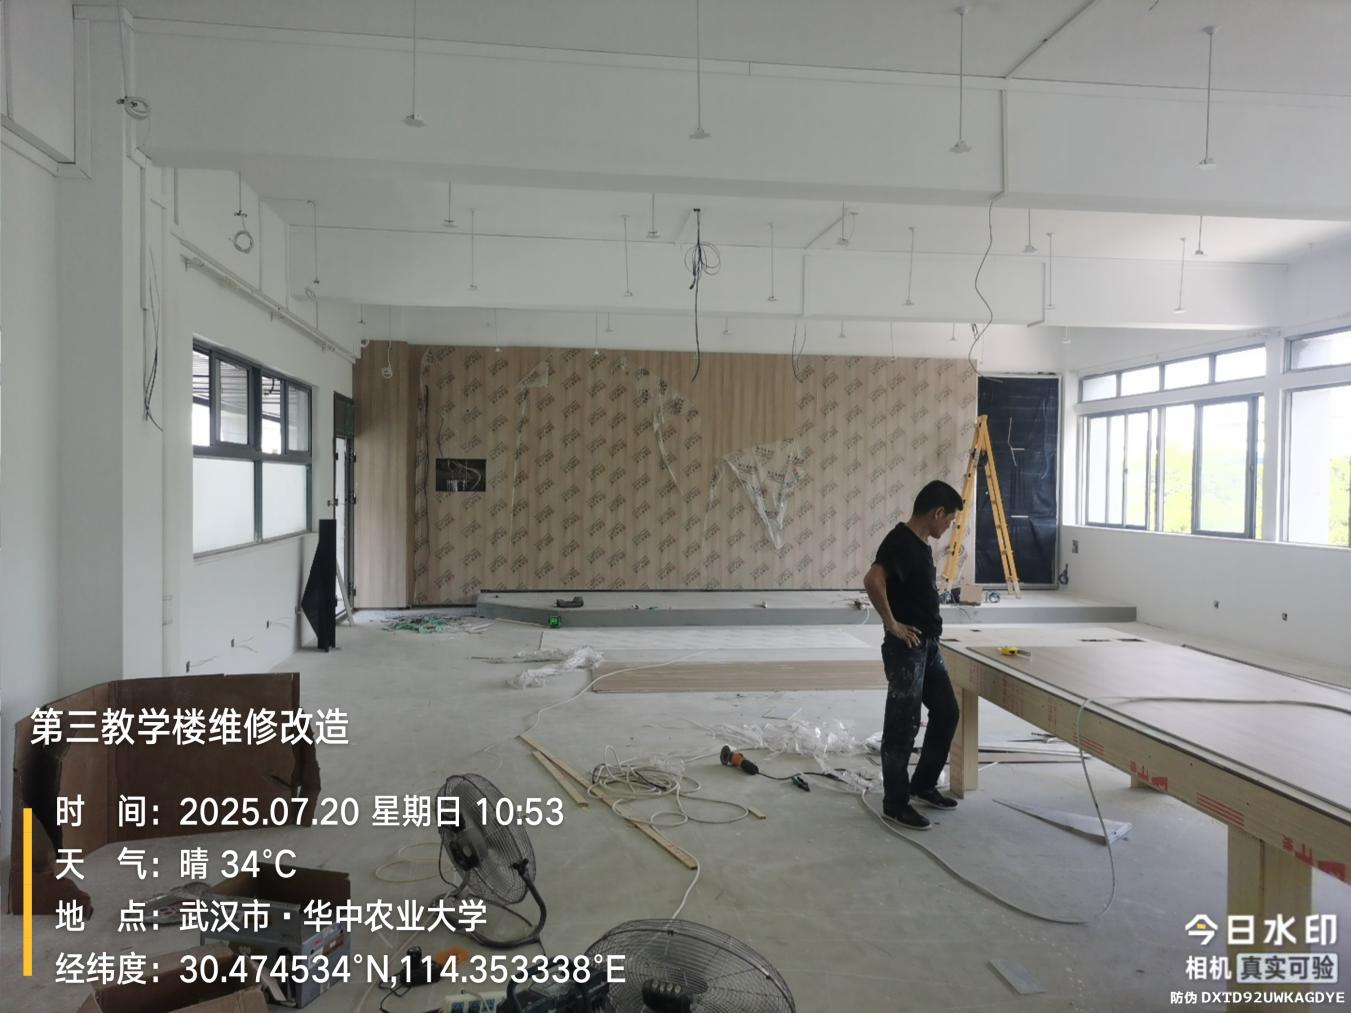 第三教学楼维修改造
时 间：2025.07.20 星期日 10:53
天 气：晴 34°C
地 点：武汉市·华中农业大学
经纬度：30.474534°N,114.353338°E
今日水印
相机 真实可验
防伪 DXTD92UWKAGDYE